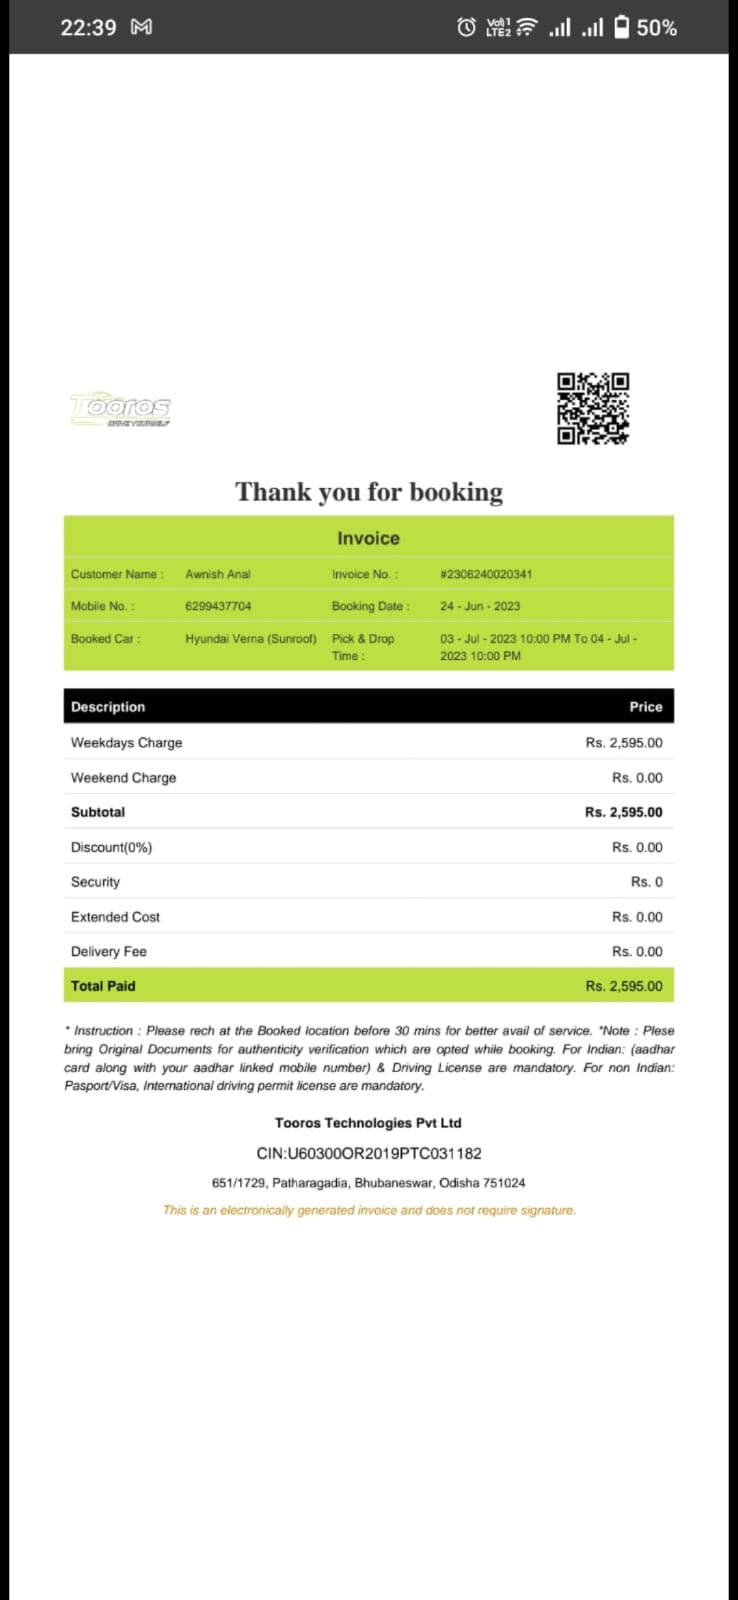 22:39 50%
Tooros
DRIVE YOURSELF
Thank you for booking
Invoice
Customer Name : Awnish Anal Invoice No. : #2306240020341
Mobile No. : 6299437704 Booking Date : 24 - Jun - 2023
Booked Car : Hyundai Verna (Sunroof) Pick & Drop Time : 03 - Jul - 2023 10:00 PM To 04 - Jul - 2023 10:00 PM
Description Price
Weekdays Charge Rs. 2,595.00
Weekend Charge Rs. 0.00
Subtotal Rs. 2,595.00
Discount(0%) Rs. 0.00
Security Rs. 0
Extended Cost Rs. 0.00
Delivery Fee Rs. 0.00
Total Paid Rs. 2,595.00
* Instruction : Please rech at the Booked location before 30 mins for better avail of service. *Note : Plese
bring Original Documents for authenticity verification which are opted while booking. For Indian: (aadhar
card along with your aadhar linked mobile number) & Driving License are mandatory. For non Indian:
Pasport/Visa, International driving permit license are mandatory.
Tooros Technologies Pvt Ltd
CIN:U60300OR2019PTC031182
651/1729, Patharagadia, Bhubaneswar, Odisha 751024
This is an electronically generated invoice and does not require signature.